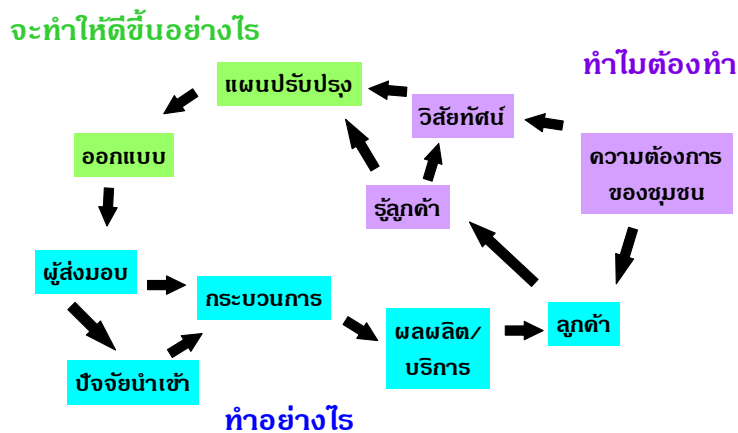 จะทำให้ดีขึ้นอย่างไร
ทำไมต้องทำ
แผนปรับปรุง
วิสัยทัศน์
ออกแบบ
ความต้องการ
ของชุมชน
รู้ลูกค้า
ผู้ส่งมอบ
กระบวนการ
ผลผลิต/
บริการ
ลูกค้า
ปัจจัยนำเข้า
ทำอย่างไร